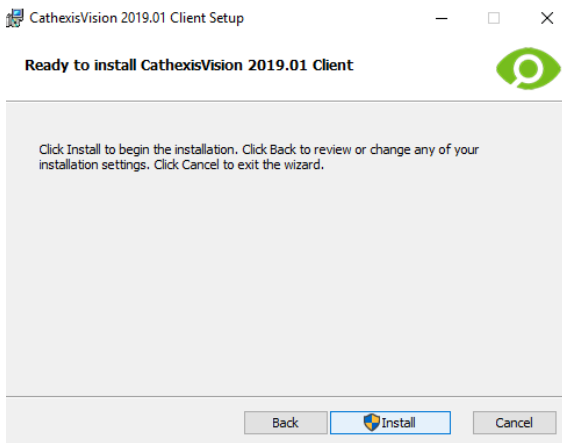 CathexisVision 2019.01 Client Setup
Ready to install CathexisVision 2019.01 Client
Click Install to begin the installation. Click Back to review or change any of your
installation settings. Click Cancel to exit the wizard.
Back Install Cancel